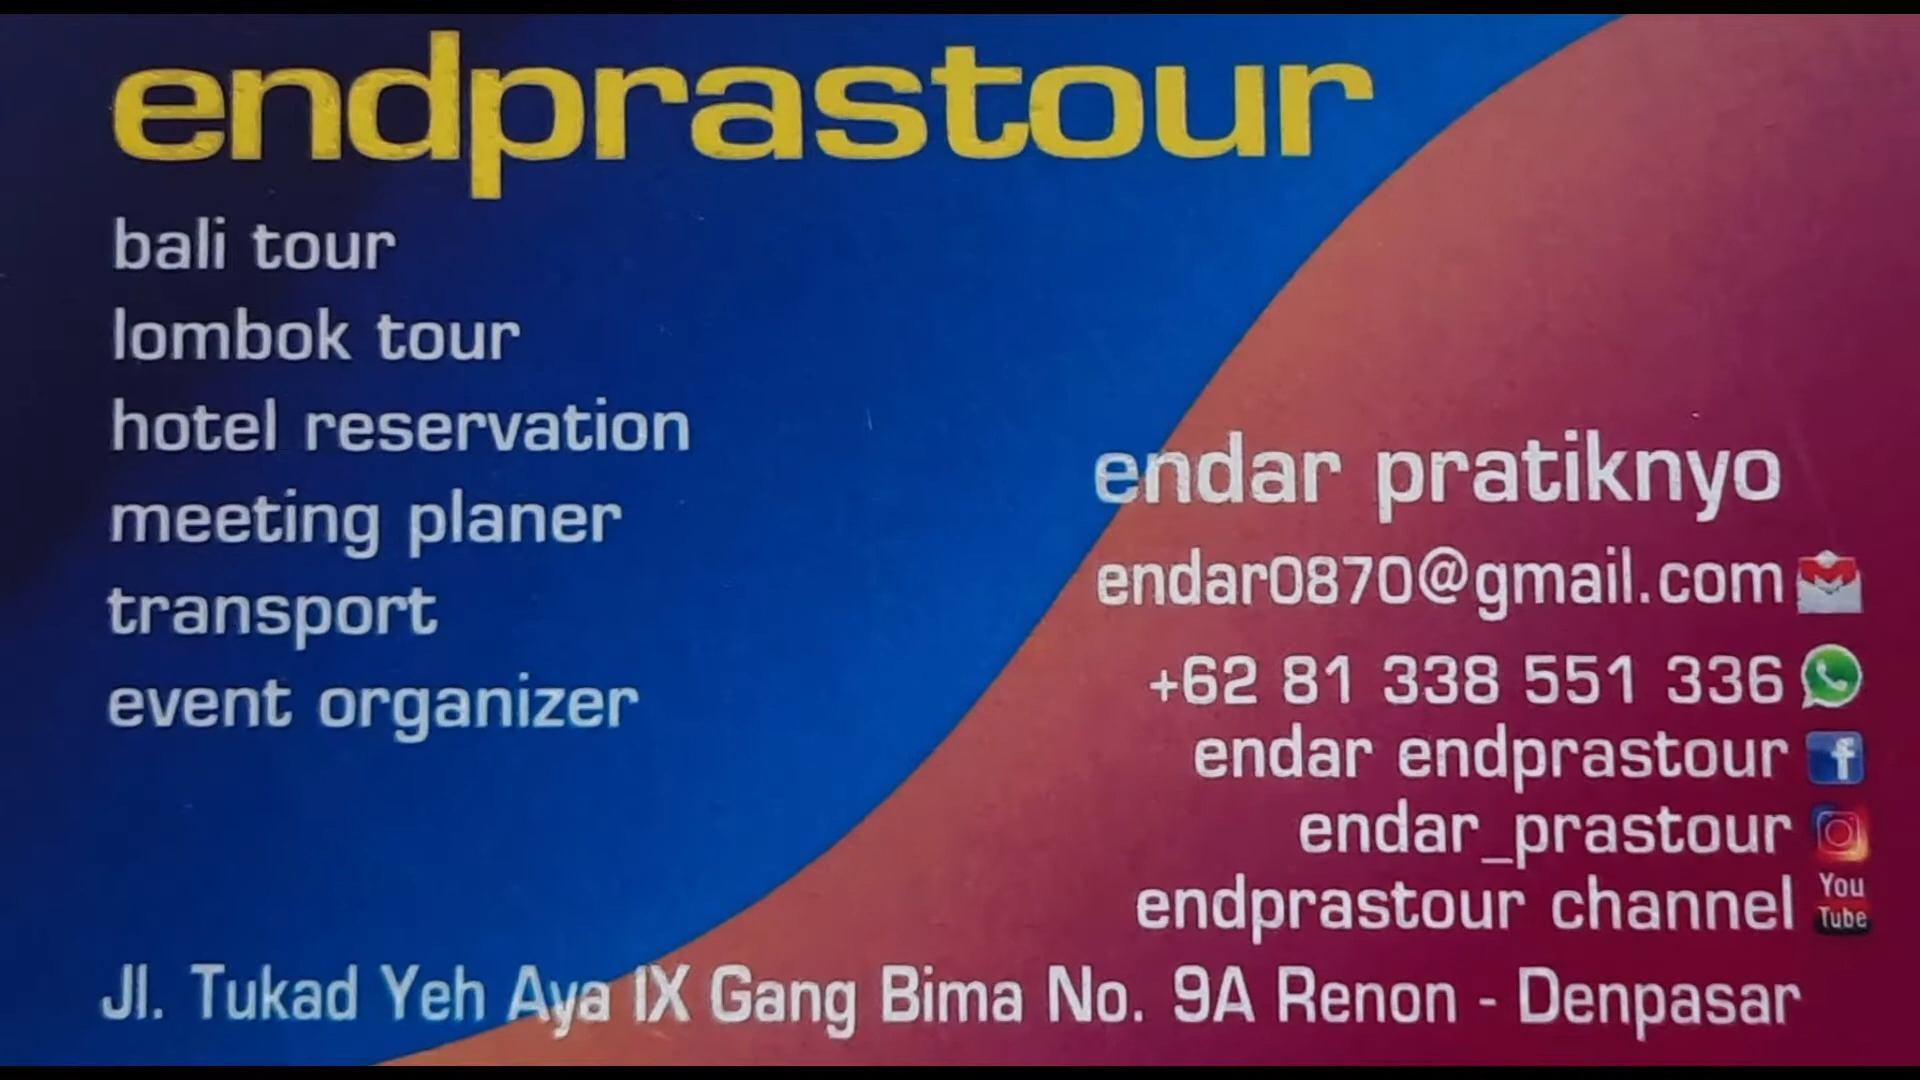 endprastour
bali tour
lombok tour
hotel reservation
meeting planer
transport
event organizer
endar pratiknyo
endar0870@gmail.com
+62 81 338 551 336
endar endprastour
endar_prastour
endprastour channel
You
Tube
Jl. Tukad Yeh Aya IX Gang Bima No. 9A Renon - Denpasar